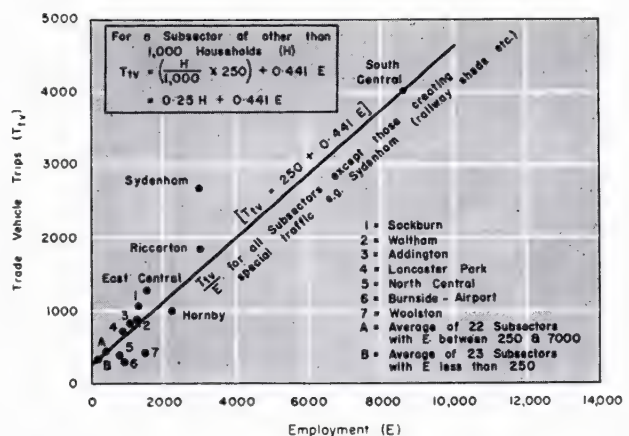 5000
4000
3000
2000
1000
0
Trade Vehicle Trips (Ttv)
For a Subsector of other than
1,000 Households (H)
Ttv = (H/1,000 X 250) + 0·441 E
= 0·25 H + 0·441 E
South
Central
Sydenham
Riccarton
East Central
Hornby
[Ttv = 250 + 0·441 E]
Ttv/E for all Subsectors except those creating
special traffic e.g. Sydenham (railway sheds etc.)
1
2
3
4
5
6
7
A
B
1 = Sockburn
2 = Waltham
3 = Addington
4 = Lancaster Park
5 = North Central
6 = Burnside - Airport
7 = Woolston
A = Average of 22 Subsectors
with E between 250 & 7000
B = Average of 23 Subsectors
with E less than 250
0 2000 4000 6000 8000 10,000 12,000 14,000
Employment (E)